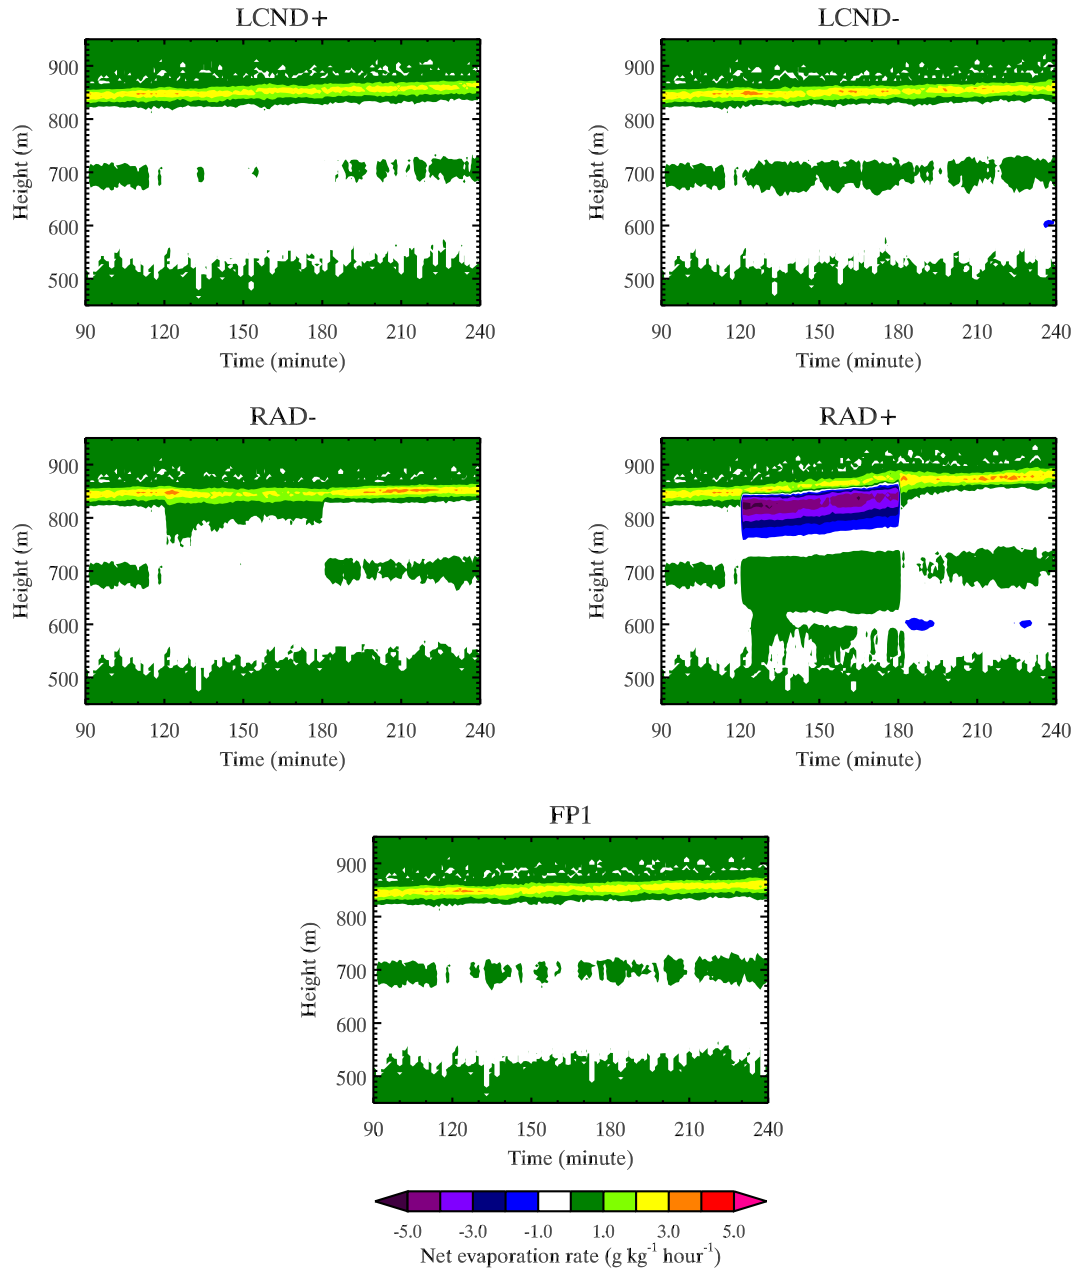 LCND+
LCND-
900
800
700
600
500
Height (m)
90 120 150 180 210 240
Time (minute)
900
800
700
600
500
Height (m)
90 120 150 180 210 240
Time (minute)
RAD-
RAD+
900
800
700
600
500
Height (m)
90 120 150 180 210 240
Time (minute)
900
800
700
600
500
Height (m)
90 120 150 180 210 240
Time (minute)
FP1
900
800
700
600
500
Height (m)
90 120 150 180 210 240
Time (minute)
-5.0 -3.0 -1.0 1.0 3.0 5.0
Net evaporation rate (g kg⁻¹ hour⁻¹)